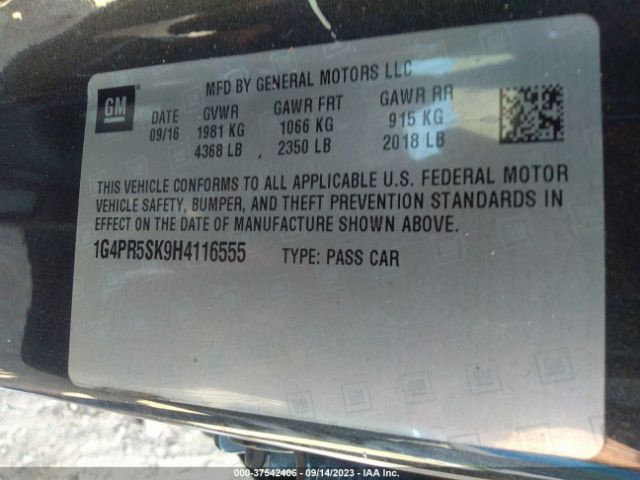 GM
MFD BY GENERAL MOTORS LLC
DATE GVWR GAWR FRT GAWR RR
09/16 1981 KG 1066 KG 915 KG
4368 LB 2350 LB 2018 LB
THIS VEHICLE CONFORMS TO ALL APPLICABLE U.S. FEDERAL MOTOR
VEHICLE SAFETY, BUMPER, AND THEFT PREVENTION STANDARDS IN
EFFECT ON THE DATE OF MANUFACTURE SHOWN ABOVE.
1G4PR5SK9H4116555 TYPE: PASS CAR
000-37542406 - 09/14/2023 - IAA Inc.